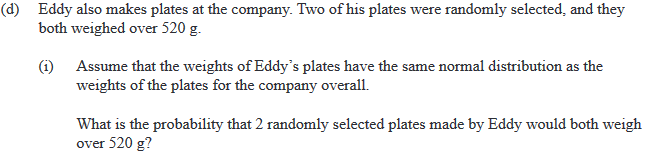 (d) Eddy also makes plates at the company. Two of his plates were randomly selected, and they
both weighed over 520 g.
(i) Assume that the weights of Eddy’s plates have the same normal distribution as the
weights of the plates for the company overall.
What is the probability that 2 randomly selected plates made by Eddy would both weigh
over 520 g?